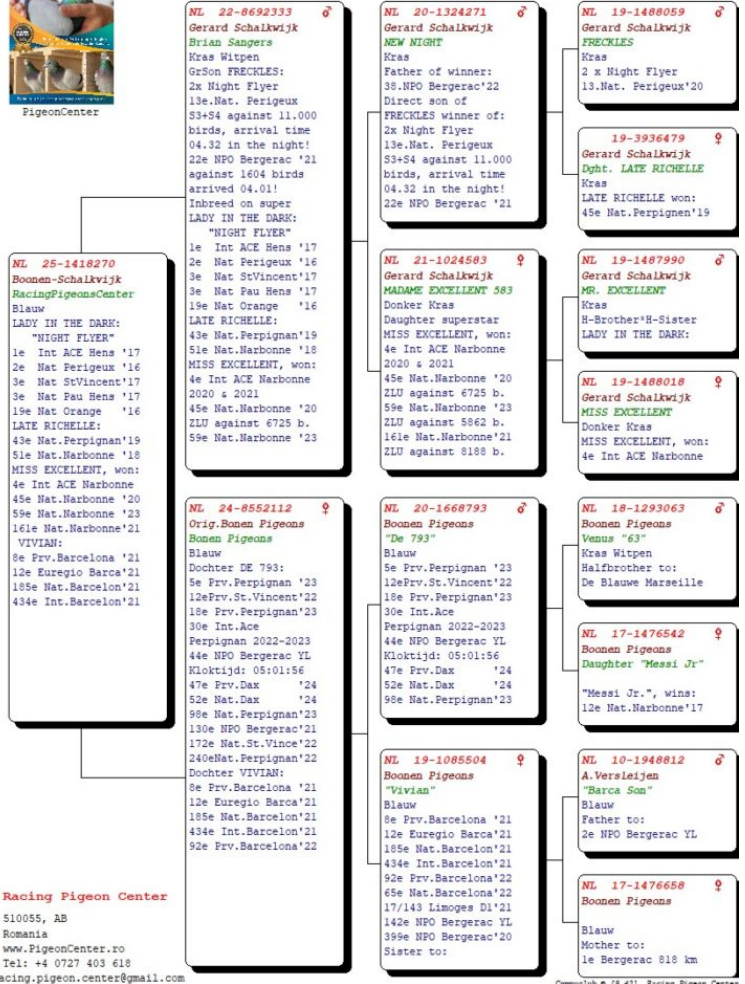 PigeonCenter
NL 25-1418270
Boonen-Schalkvijk
RacingPigeonsCenter
Blauw
LADY IN THE DARK:
"NIGHT FLYER"
1e Int ACE Hens '17
2e Nat Perigeux '16
3e Nat StVincent'17
3e Nat Pau Hens '17
19e Nat Orange '16
LATE RICHELLE:
43e Nat.Perpignan'19
51e Nat.Narbonne '18
MISS EXCELLENT, won:
4e Int ACE Narbonne
45e Nat.Narbonne '20
59e Nat.Narbonne '23
161e Nat.Narbonne'21
VIVIAN:
8e Prv.Barcelona '21
12e Euregio Barca'21
185e Nat.Barcelon'21
434e Int.Barcelon'21
NL 22-8692333 ♂
Gerard Schalkwijk
Brian Sangers
Kras Witpen
GrSon FRECKLES:
2x Night Flyer
13e.Nat. Perigeux
S3+S4 against 11.000
birds, arrival time
04.32 in the night!
22e NPO Bergerac '21
against 1604 birds
arrived 04.01!
Inbreed on super
LADY IN THE DARK:
"NIGHT FLYER"
1e Int ACE Hens '17
2e Nat Perigeux '16
3e Nat StVincent'17
3e Nat Pau Hens '17
19e Nat Orange '16
LATE RICHELLE:
43e Nat.Perpignan'19
51e Nat.Narbonne '18
MISS EXCELLENT, won:
4e Int ACE Narbonne
2020 & 2021
45e Nat.Narbonne '20
ZLU against 6725 b.
59e Nat.Narbonne '23
NL 24-8552112 ♀
Orig.Bonen Pigeons
Bonen Pigeons
Blauw
Dochter DE 793:
5e Prv.Perpignan '23
12ePrv.St.Vincent'22
18e Prv.Perpignan'23
30e Int.Ace
Perpignan 2022-2023
44e NPO Bergerac YL
Kloktijd: 05:01:56
47e Prv.Dax '24
52e Nat.Dax '24
98e Nat.Perpignan'23
130e NPO Bergerac'21
172e Nat.St.Vince'22
240eNat.Perpignan'22
Dochter VIVIAN:
8e Prv.Barcelona '21
12e Euregio Barca'21
185e Nat.Barcelon'21
434e Int.Barcelon'21
92e Prv.Barcelona'22
NL 20-1324271 ♂
Gerard Schalkwijk
NEW NIGHT
Kras
Father of winner:
38.NPO Bergerac'22
Direct son of
FRECKLES winner of:
2x Night Flyer
13e.Nat. Perigeux
S3+S4 against 11.000
birds, arrival time
04.32 in the night!
22e NPO Bergerac '21
NL 21-1024583 ♀
Gerard Schalkwijk
MADAME EXCELLENT 583
Donker Kras
Daughter superstar
MISS EXCELLENT, won:
4e Int ACE Narbonne
2020 & 2021
45e Nat.Narbonne '20
ZLU against 6725 b.
59e Nat.Narbonne '23
ZLU against 5862 b.
161e Nat.Narbonne'21
ZLU against 8188 b.
NL 20-1668793 ♂
Boonen Pigeons
"De 793"
Blauw
5e Prv.Perpignan '23
12ePrv.St.Vincent'22
18e Prv.Perpignan'23
30e Int.Ace
Perpignan 2022-2023
44e NPO Bergerac YL
Kloktijd: 05:01:56
47e Prv.Dax '24
52e Nat.Dax '24
98e Nat.Perpignan'23
NL 19-1085504 ♀
Boonen Pigeons
"Vivian"
Blauw
8e Prv.Barcelona '21
12e Euregio Barca'21
185e Nat.Barcelon'21
434e Int.Barcelon'21
92e Prv.Barcelona'22
65e Nat.Barcelona'22
17/143 Limoges D1'21
142e NPO Bergerac YL
399e NPO Bergerac'20
Sister to:
NL 19-1488059 ♂
Gerard Schalkwijk
FRECKLES
Kras
2 x Night Flyer
13.Nat. Perigeux'20
19-3936479 ♀
Gerard Schalkwijk
Dght. LATE RICHELLE
Kras
LATE RICHELLE won:
45e Nat.Perpignen'19
NL 19-1487990 ♂
Gerard Schalkwijk
MR. EXCELLENT
Kras
H-Brother*H-Sister
LADY IN THE DARK:
NL 19-1488018 ♀
Gerard Schalkwijk
MISS EXCELLENT
Donker Kras
MISS EXCELLENT, won:
4e Int ACE Narbonne
NL 18-1293063 ♂
Boonen Pigeons
Venus "63"
Kras Witpen
Halfbrother to:
De Blauwe Marseille
NL 17-1476542 ♀
Boonen Pigeons
Daughter "Messi Jr"
"Messi Jr.", wins:
12e Nat.Narbonne'17
NL 10-1948812 ♂
A.Versleijen
"Barca Son"
Blauw
Father to:
2e NPO Bergerac YL
NL 17-1476658 ♀
Boonen Pigeons
Blauw
Mother to:
1e Bergerac 818 km
Racing Pigeon Center
510055, AB
Romania
www.PigeonCenter.ro
Tel: +4 0727 403 618
acing.pigeon.center@gmail.com
Racing Pigeon Center